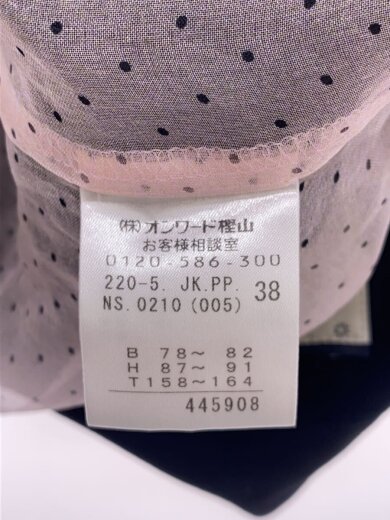 (株)オンワード樫山
お客様相談室
0120-586-300
220-5. JK.PP. 38
NS.0210 (005)
B 78～ 82
H 87～ 91
T 158～164
445908